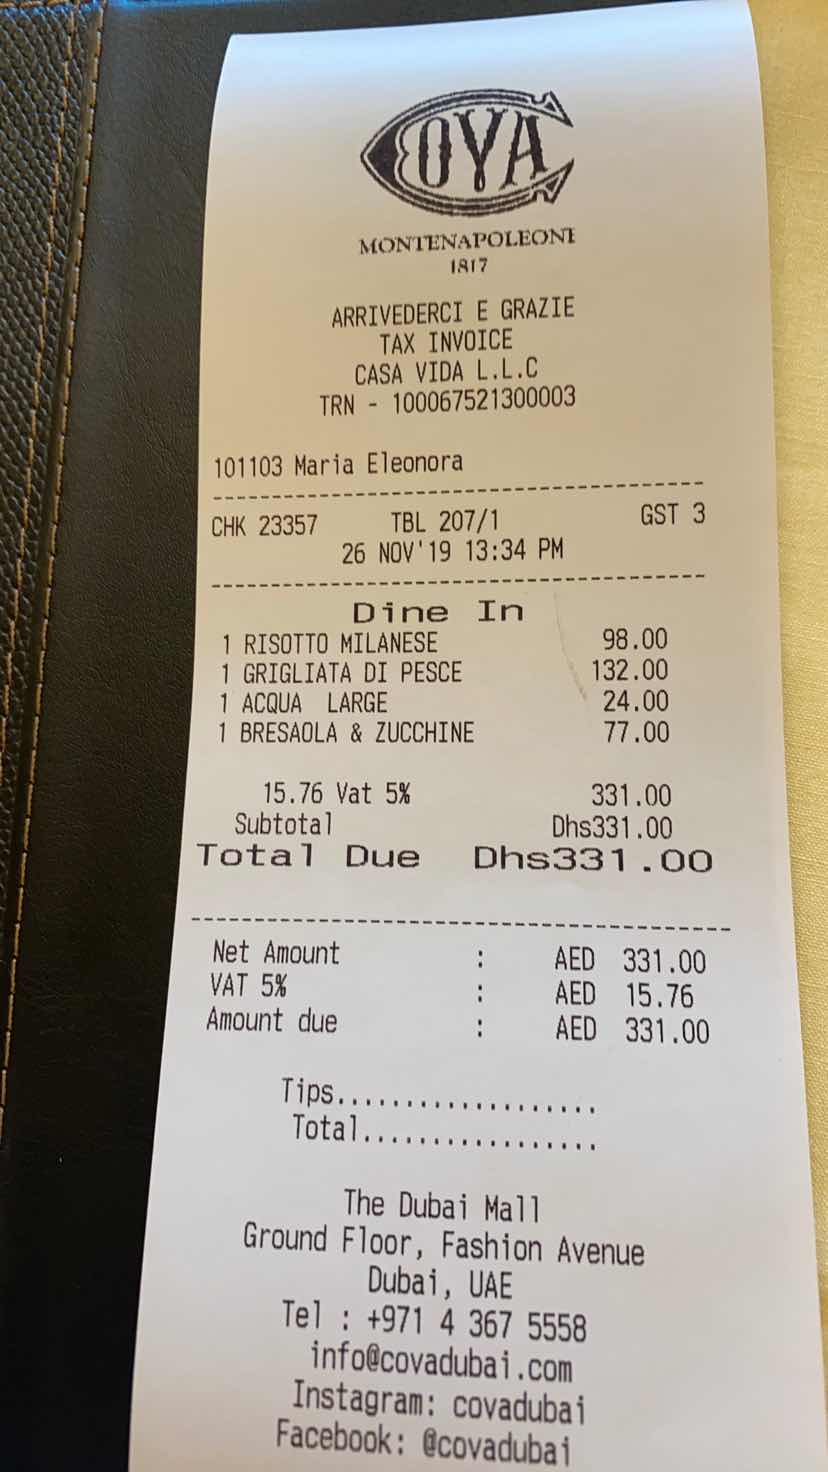 COVA
MONTENAPOLEONE
1817
ARRIVEDERCI E GRAZIE
TAX INVOICE
CASA VIDA L.L.C
TRN - 100067521300003
101103 Maria Eleonora
CHK 23357 TBL 207/1 GST 3
26 NOV'19 13:34 PM
Dine In
1 RISOTTO MILANESE 98.00
1 GRIGLIATA DI PESCE 132.00
1 ACQUA LARGE 24.00
1 BRESAOLA & ZUCCHINE 77.00
15.76 Vat 5% 331.00
Subtotal Dhs331.00
Total Due Dhs331.00
Net Amount : AED 331.00
VAT 5% : AED 15.76
Amount due : AED 331.00
Tips...................
Total.................
The Dubai Mall
Ground Floor, Fashion Avenue
Dubai, UAE
Tel : +971 4 367 5558
info@covadubai.com
Instagram: covadubai
Facebook: @covadubai